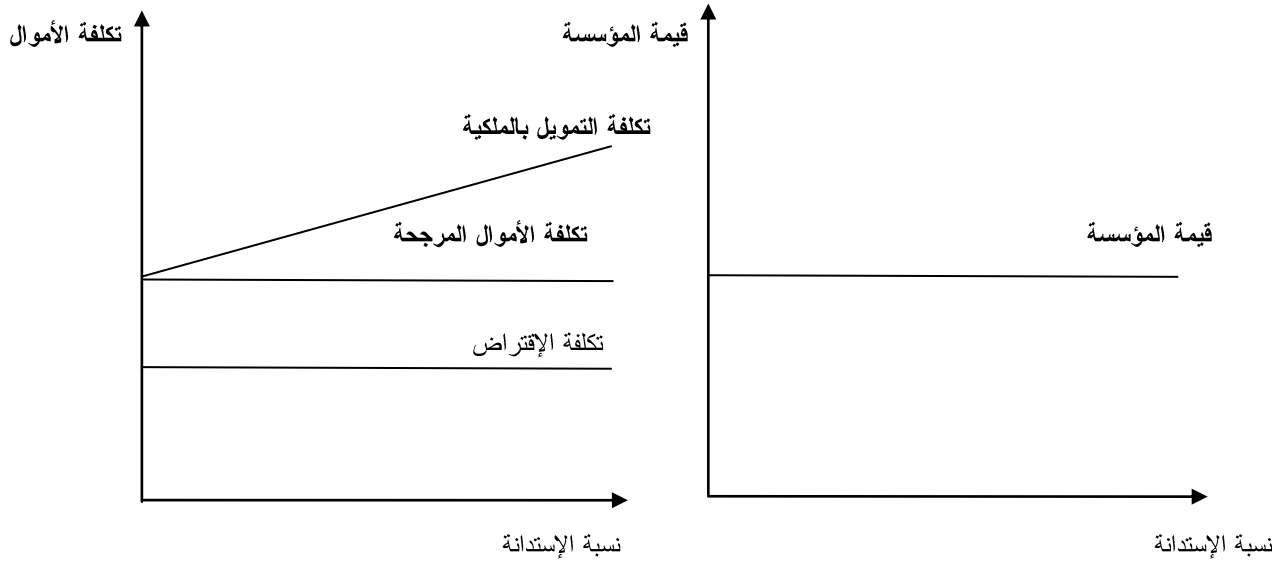 تكلفة الأموال
قيمة المؤسسة
تكلفة التمويل بالملكية
تكلفة الأموال المرجحة
قيمة المؤسسة
تكلفة الإقتراض
نسبة الإستدانة
نسبة الإستدانة